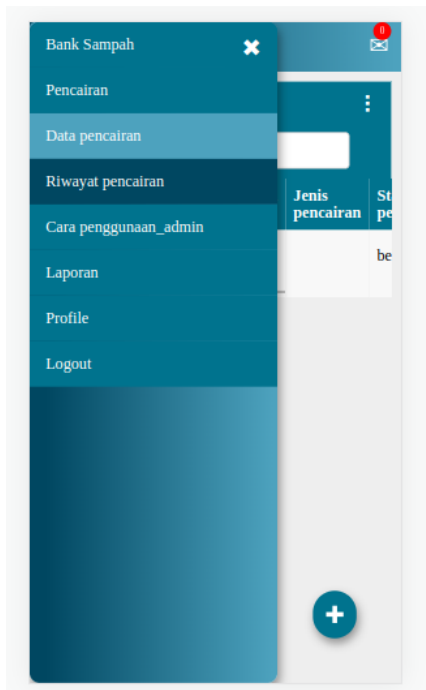 Bank Sampah
0
Pencairan
Data pencairan
Riwayat pencairan
Jenis
pencairan
Cara penggunaan_admin
Laporan
Profile
Logout